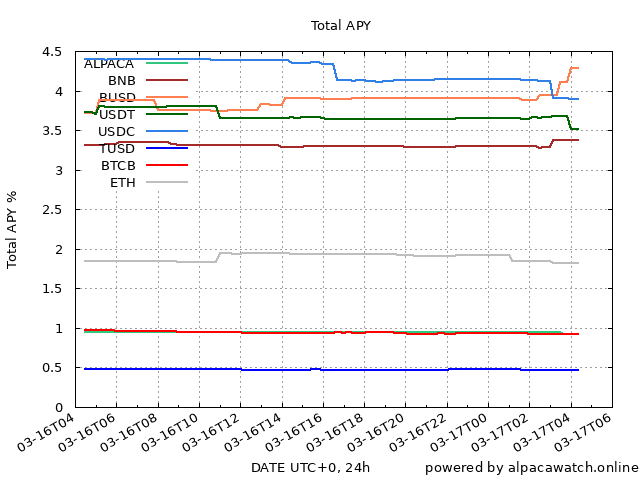 Total APY
4.5
4
3.5
3
2.5
2
1.5
1
0.5
0
Total APY %
ALPACA
BNB
BUSD
USDT
USDC
TUSD
BTCB
ETH
03-16T04
03-16T06
03-16T08
03-16T10
03-16T12
03-16T14
03-16T16
03-16T18
03-16T20
03-16T22
03-17T00
03-17T02
03-17T04
03-17T06
DATE UTC+0, 24h
powered by alpacawatch.online